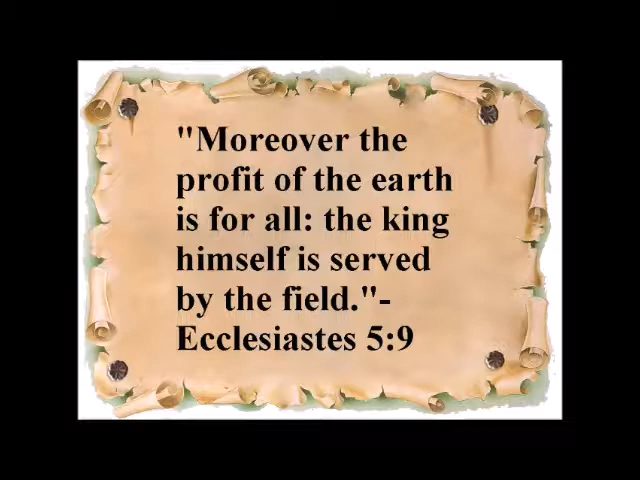 "Moreover the
profit of the earth
is for all: the king
himself is served
by the field."-
Ecclesiastes 5:9